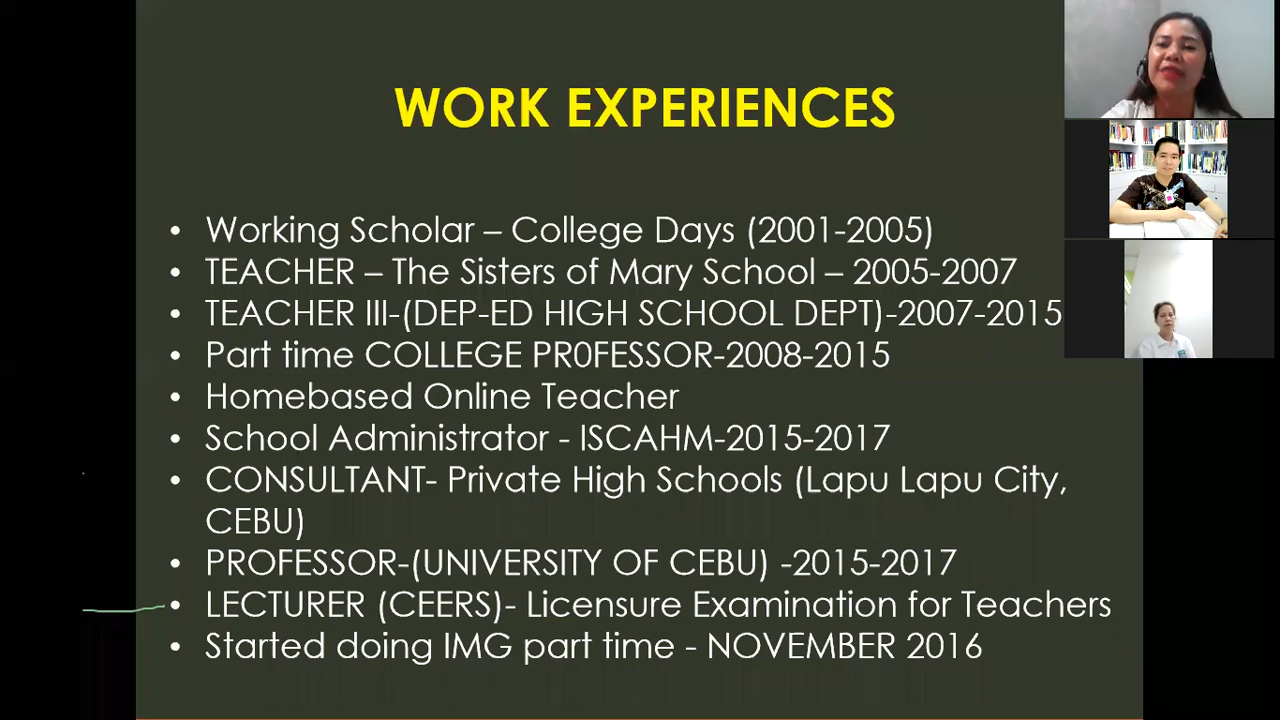 WORK EXPERIENCES
• Working Scholar – College Days (2001-2005)
• TEACHER – The Sisters of Mary School – 2005-2007
• TEACHER III-(DEP-ED HIGH SCHOOL DEPT)-2007-2015
• Part time COLLEGE PR0FESSOR-2008-2015
• Homebased Online Teacher
• School Administrator - ISCAHM-2015-2017
• CONSULTANT- Private High Schools (Lapu Lapu City,
CEBU)
• PROFESSOR-(UNIVERSITY OF CEBU) -2015-2017
• LECTURER (CEERS)- Licensure Examination for Teachers
• Started doing IMG part time - NOVEMBER 2016